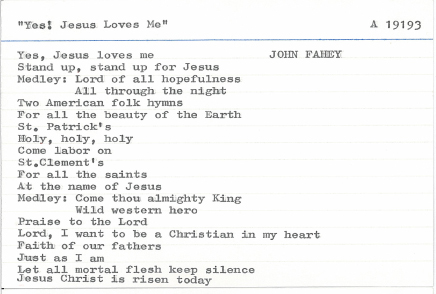 "Yes! Jesus Loves Me" A 19193
Yes, Jesus loves me JOHN FAHEY
Stand up, stand up for Jesus
Medley: Lord of all hopefulness
All through the night
Two American folk hymns
For all the beauty of the Earth
St. Patrick's
Holy, holy, holy
Come labor on
St.Clement's
For all the saints
At the name of Jesus
Medley: Come thou almighty King
Wild western hero
Praise to the Lord
Lord, I want to be a Christian in my heart
Faith of our fathers
Just as I am
Let all mortal flesh keep silence
Jesus Christ is risen today